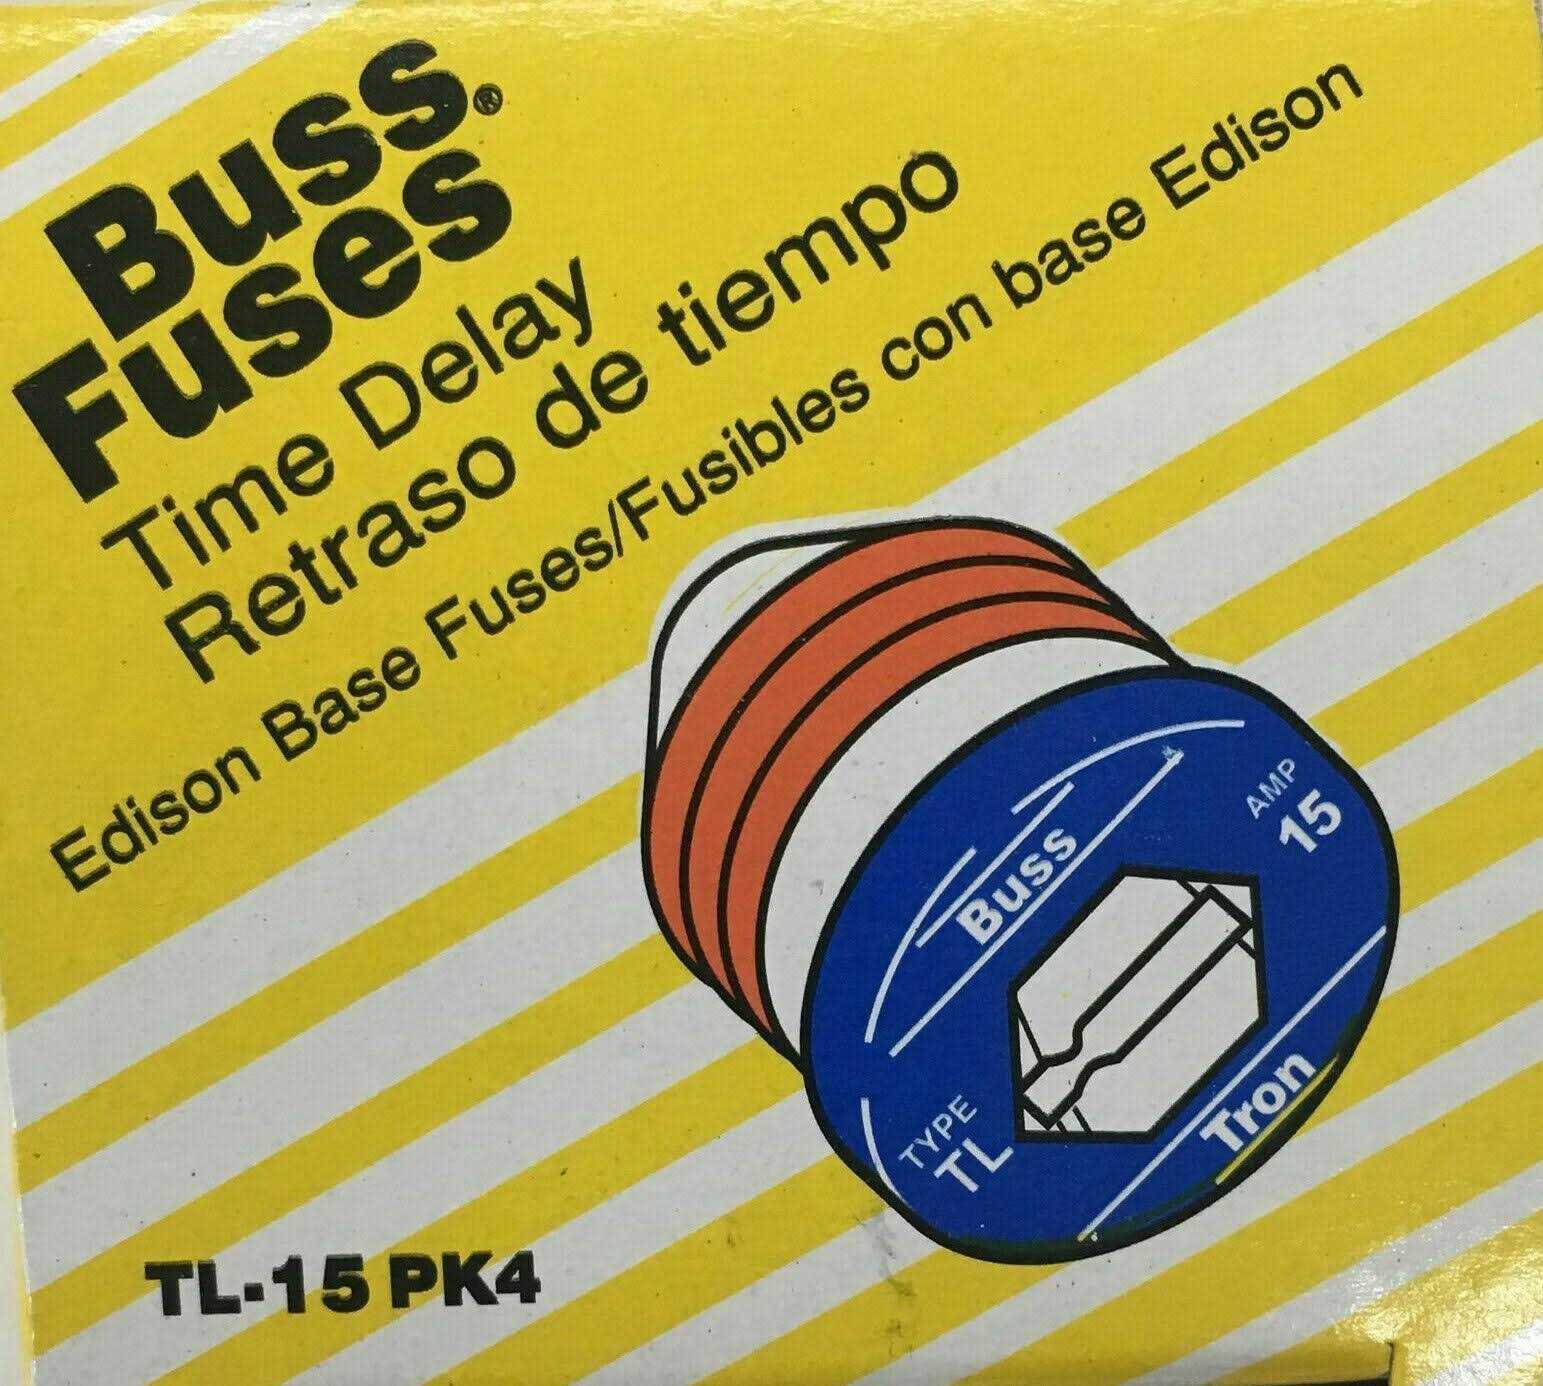 Buss®
Fuses
Time Delay
Retraso de tiempo
Edison Base Fuses/Fusibles con base Edison
AMP
15
Buss
TYPE
TL
Tron
TL-15 PK4